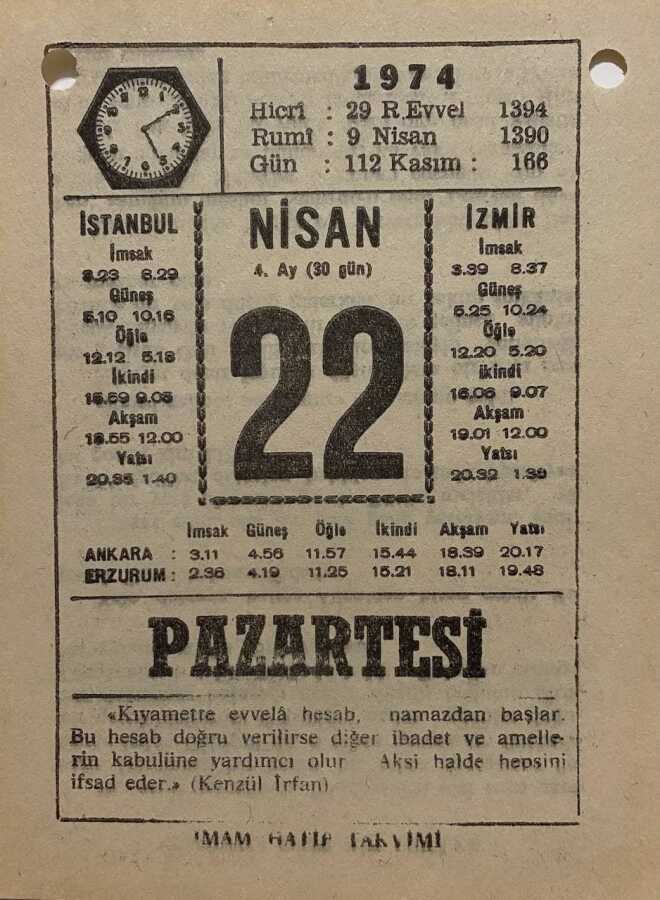 1974
Hicrî : 29 R.Evvel 1394
Rumî : 9 Nisan 1390
Gün : 112 Kasım : 166
İSTANBUL
İmsak
3.23 8.29
Güneş
5.10 10.16
Öğle
12.12 5.18
İkindi
15.59 9.05
Akşam
18.55 12.00
Yatsı
20.35 1.40
NİSAN
4. Ay (30 gün)
22
İZMİR
İmsak
3.39 8.37
Güneş
5.25 10.24
Öğle
12.20 5.20
ikindi
16.06 9.07
Akşam
19.01 12.00
Yatsı
20.32 1.39
İmsak Güneş Öğle İkindi Akşam Yatsı
ANKARA : 3.11 4.56 11.57 15.44 18.39 20.17
ERZURUM : 2.36 4.19 11.25 15.21 18.11 19.48
PAZARTESİ
«Kıyamette evvelâ hesab, namazdan başlar.
Bu hesab doğru verilirse diğer ibadet ve amelle-
rin kabulüne yardımcı olur Aksi halde hepsini
ifsad eder.» (Kenzül İrfan)
İMAM HATİP TAKVİMİ